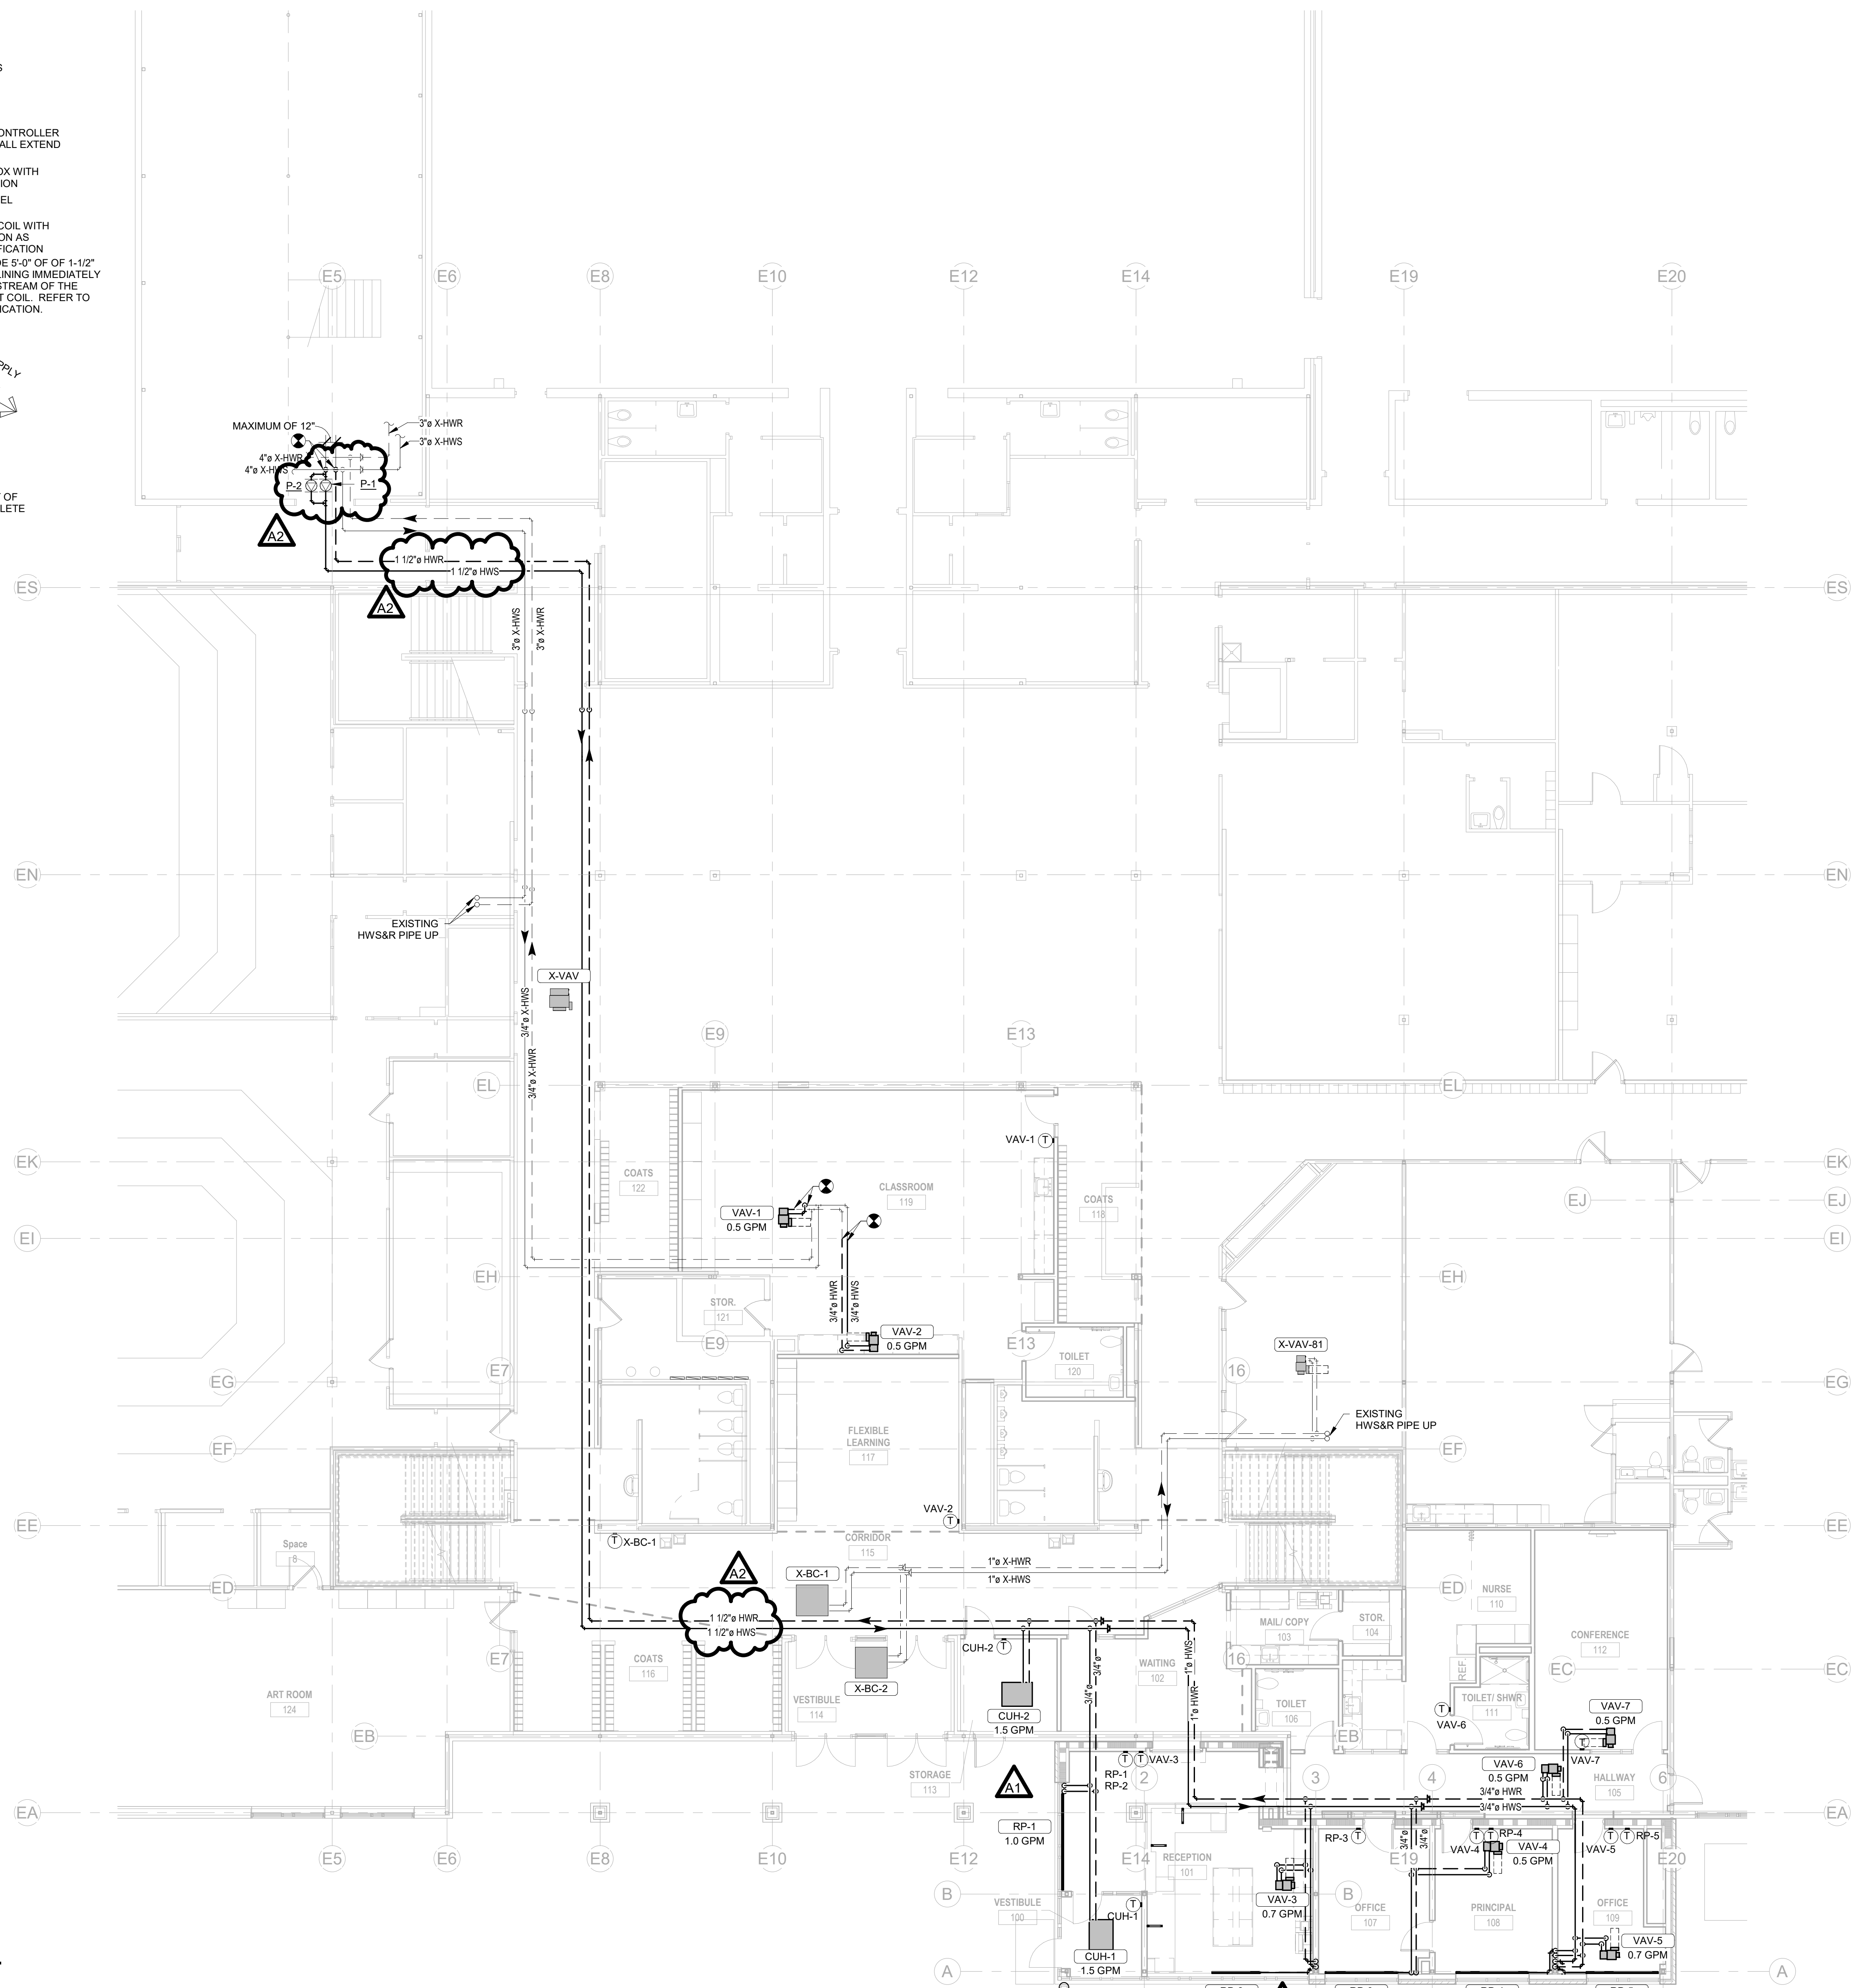 S
ONTROLLER
ALL EXTEND
OX WITH
ION
EL
COIL WITH
ON AS
FICATION
DE 5'-0" OF OF 1-1/2"
LINING IMMEDIATELY
STREAM OF THE
T COIL. REFER TO
ICATION.
PPLY
T OF
LETE
E5
E6
E8
E10
E12
E14
E19
E20
MAXIMUM OF 12"
3"ø X-HWR
3"ø X-HWS
4"ø X-HWR
4"ø X-HWS
P-2
P-1
A2
1 1/2"ø HWR
1 1/2"ø HWS
A2
ES
ES
3"ø X-HWS
3"ø X-HWR
EN
EN
EXISTING
HWS&R PIPE UP
X-VAV
3/4"ø X-HWS
3/4"ø X-HWR
E9
E13
EL
EL
VAV-1
T
EK
EK
COATS
122
CLASSROOM
119
COATS
118
EJ
EJ
VAV-1
0.5 GPM
EI
EI
EH
EH
3/4"ø HWR
3/4"ø HWS
STOR.
121
E9
VAV-2
0.5 GPM
E13
TOILET
120
X-VAV-81
E7
16
EG
EG
EXISTING
HWS&R PIPE UP
FLEXIBLE
LEARNING
117
EF
EF
VAV-2
T
EE
EE
Space
8
T
X-BC-1
CORRIDOR
115
1"ø X-HWR
1"ø X-HWS
A2
X-BC-1
ED
ED
NURSE
110
1 1/2"ø HWR
1 1/2"ø HWS
MAIL/ COPY
103
STOR.
104
CONFERENCE
112
CUH-2
T
3/4"ø
3/4"ø
1"ø HWS
1"ø HWR
E7
COATS
116
WAITING
102
16
REF.
EC
EC
ART ROOM
124
VESTIBULE
114
X-BC-2
CUH-2
1.5 GPM
TOILET
106
TOILET/ SHWR
111
T
VAV-6
VAV-7
0.5 GPM
EB
EB
T
VAV-7
STORAGE
113
A1
T
T
VAV-3
RP-1
RP-2
2
3
4
6
VAV-6
0.5 GPM
HALLWAY
105
3/4"ø HWR
3/4"ø HWS
EA
EA
RP-1
1.0 GPM
RP-3
T
3/4"ø
3/4"ø
T
T
RP-4
VAV-4
VAV-4
0.5 GPM
T
T
RP-5
VAV-5
E5
E6
E8
E10
E12
E14
E19
E20
RECEPTION
101
B
B
VESTIBULE
100
T
CUH-1
VAV-3
0.7 GPM
OFFICE
107
PRINCIPAL
108
OFFICE
109
CUH-1
1.5 GPM
VAV-5
0.7 GPM
A
A